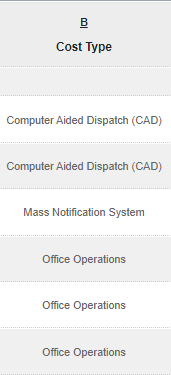 B
Cost Type
Computer Aided Dispatch (CAD)
Computer Aided Dispatch (CAD)
Mass Notification System
Office Operations
Office Operations
Office Operations